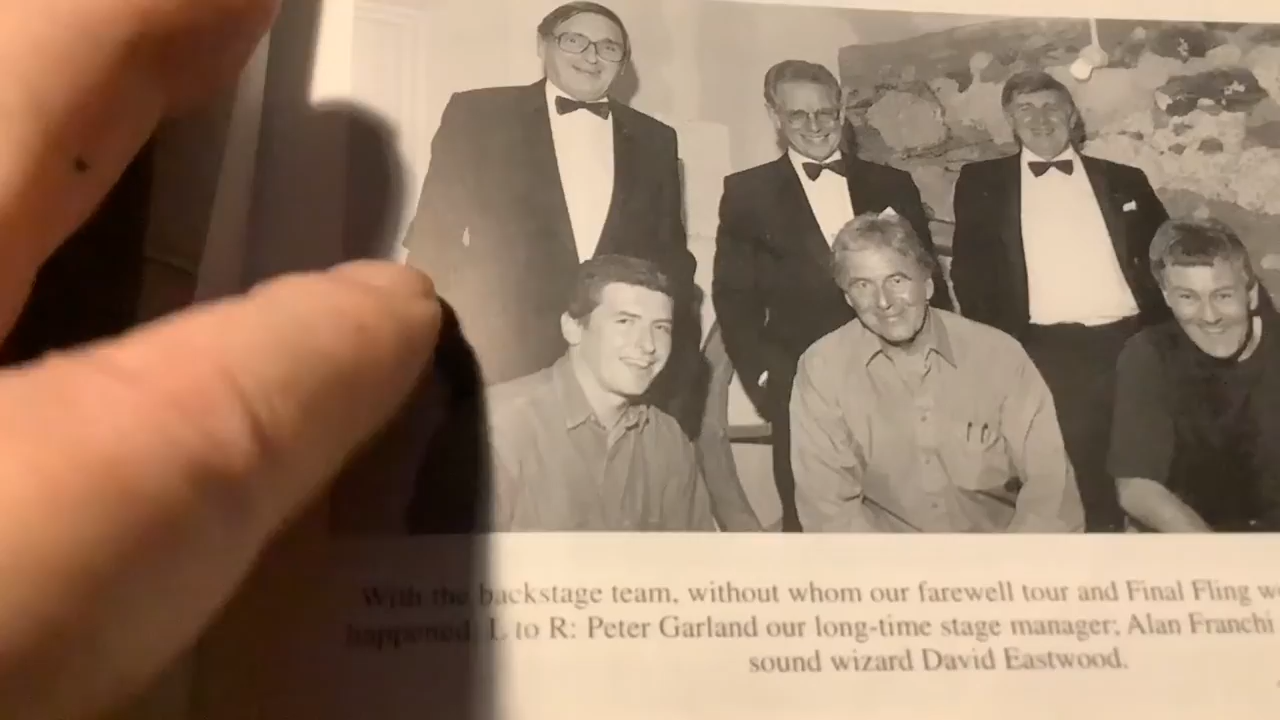 With the backstage team, without whom our farewell tour and Final Fling
happened. L to R: Peter Garland our long-time stage manager; Alan Franchi
sound wizard David Eastwood.